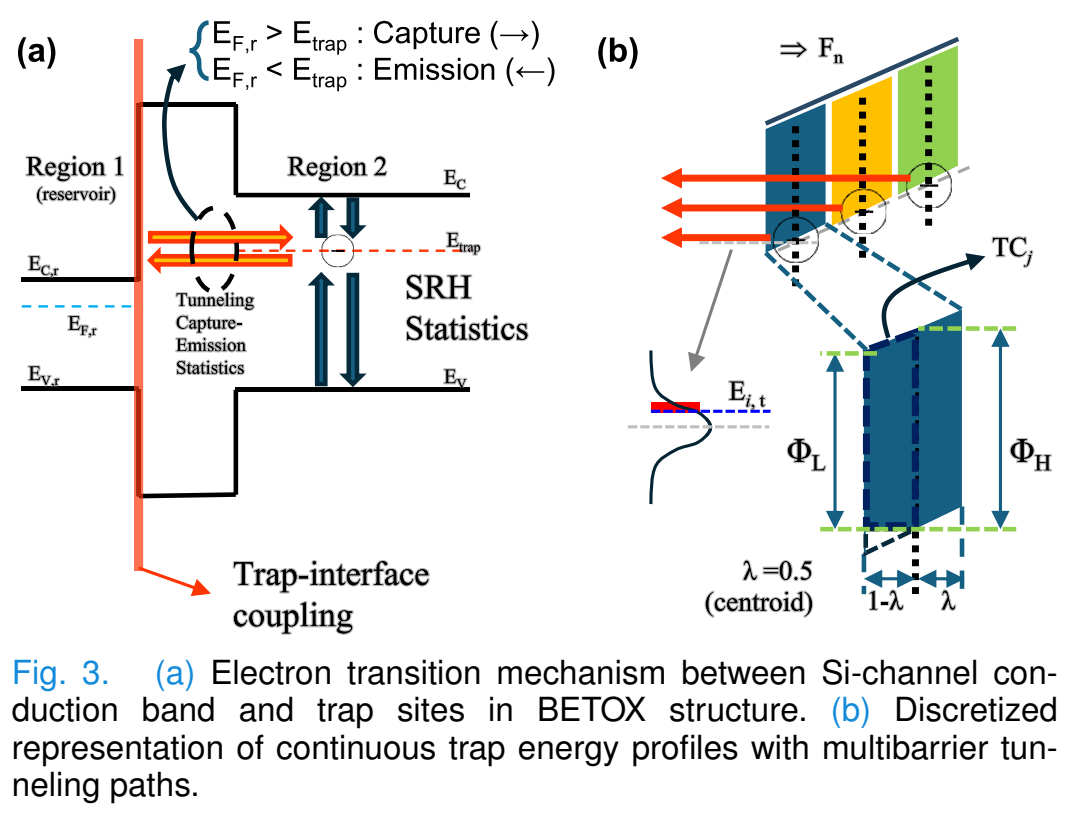 (a)
E_F,r > E_trap : Capture (→)
E_F,r < E_trap : Emission (←)
Region 1
(reservoir)
Region 2
E_C
E_trap
E_C,r
E_F,r
E_V,r
E_V
Tunneling
Capture-
Emission
Statistics
SRH
Statistics
Trap-interface
coupling
(b)
⇒ F_n
TC_j
E_i, t
Φ_L
Φ_H
λ =0.5
(centroid)
1-λ
λ
Fig. 3. (a) Electron transition mechanism between Si-channel con-
duction band and trap sites in BETOX structure. (b) Discretized
representation of continuous trap energy profiles with multibarrier tun-
neling paths.